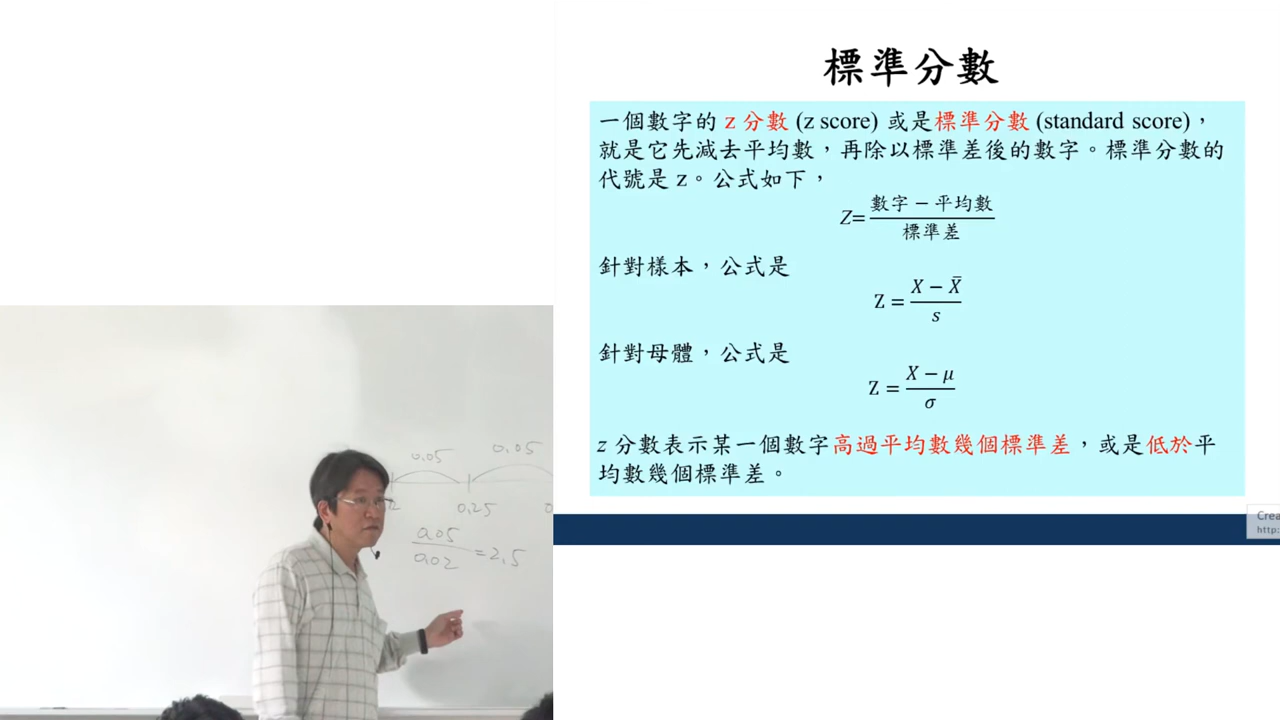 標準分數
一個數字的 z 分數 (z score) 或是標準分數 (standard score)，
就是它先減去平均數，再除以標準差後的數字。標準分數的
代號是 z。公式如下，
Z= 數字 − 平均數 / 標準差
針對樣本，公式是
Z = X − X̄ / s
針對母體，公式是
Z = X − μ / σ
z 分數表示某一個數字高過平均數幾個標準差，或是低於平
均數幾個標準差。
0.05 0.05
0.25
0.05 / 0.02 = 2.5
Crea
http: